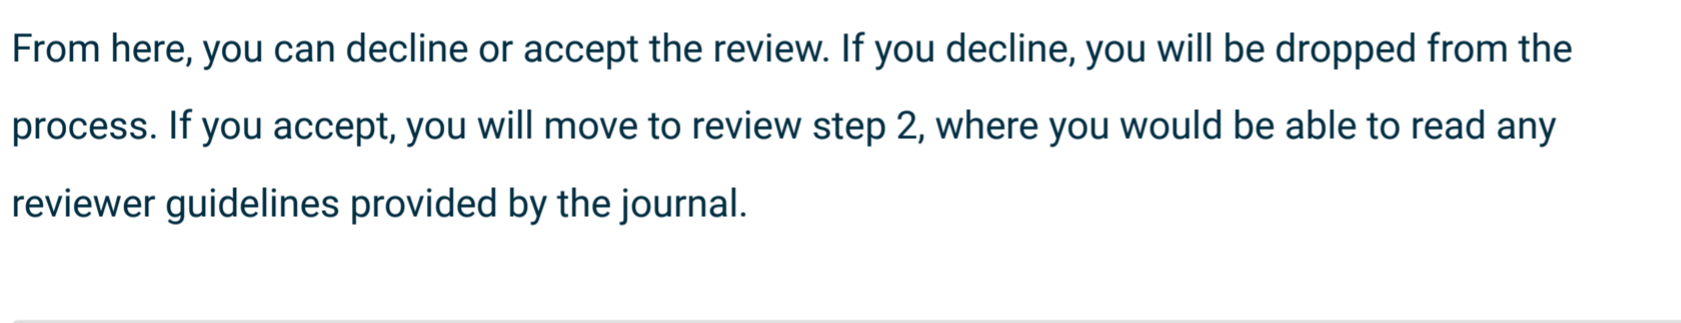 From here, you can decline or accept the review. If you decline, you will be dropped from the
process. If you accept, you will move to review step 2, where you would be able to read any
reviewer guidelines provided by the journal.